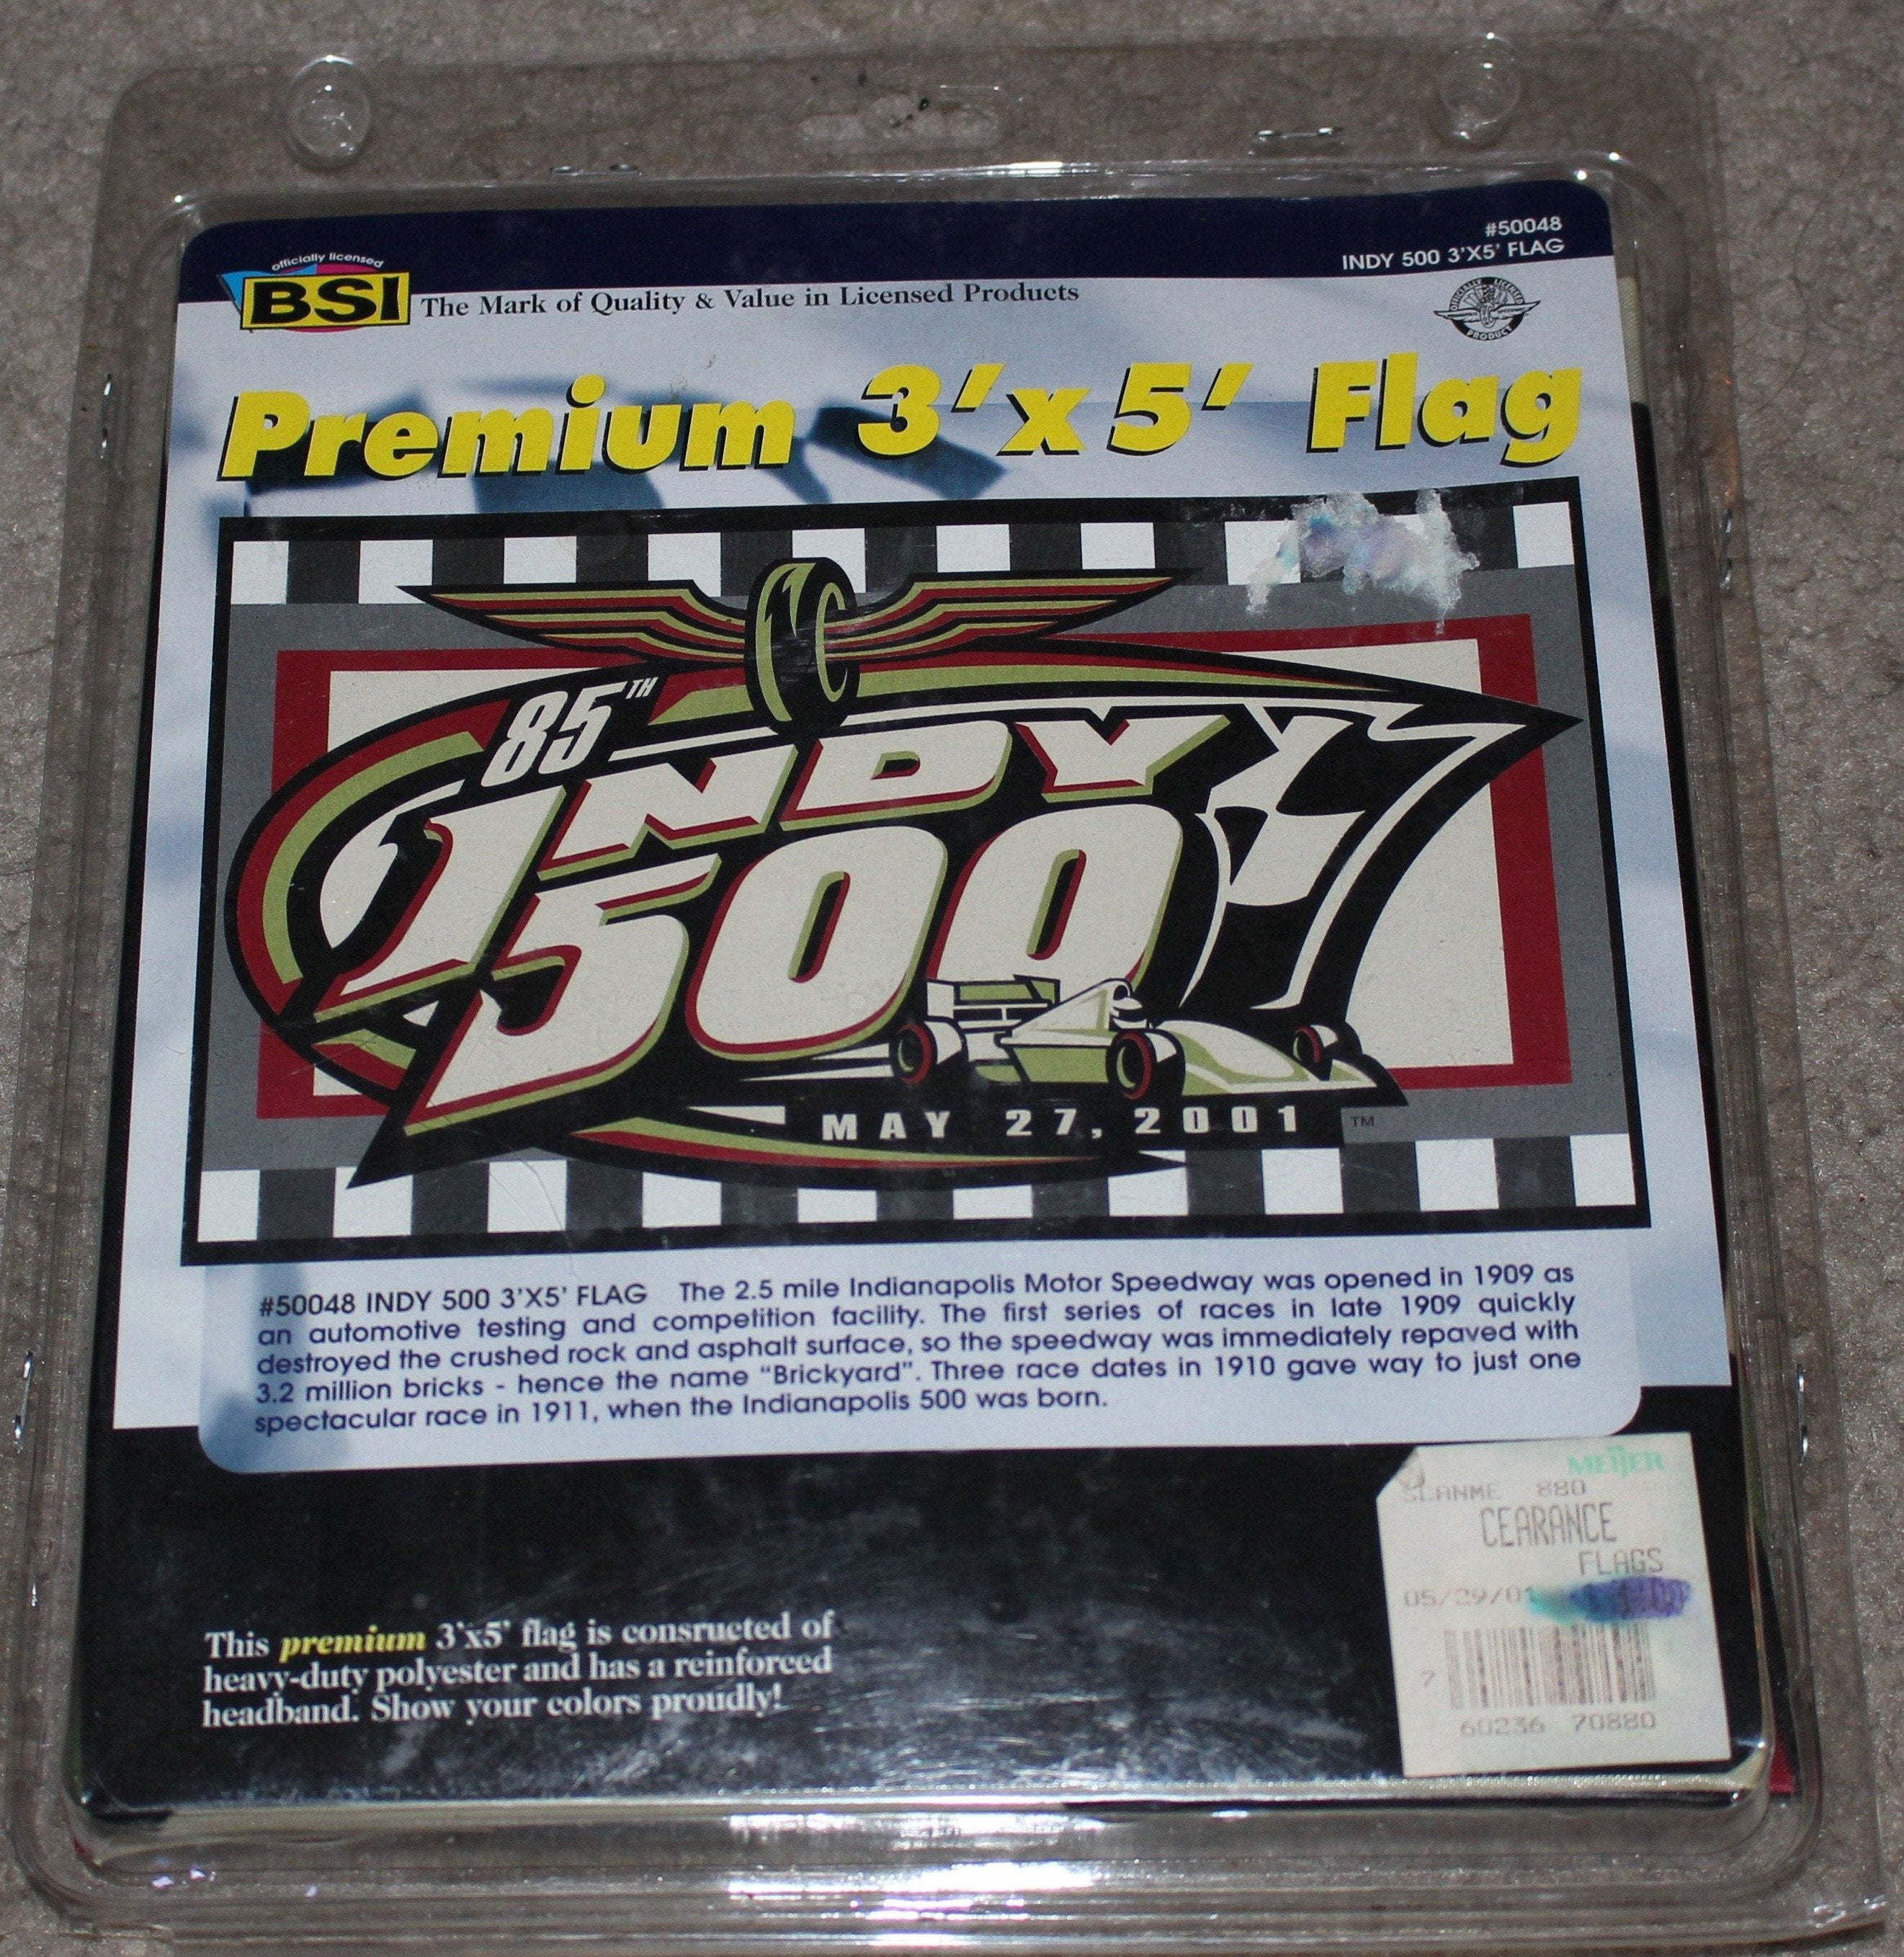 #50048
INDY 500 3'X5' FLAG
officially licensed
BSI The Mark of Quality & Value in Licensed Products
OFFICIALLY LICENSED
PRODUCT
Premium 3'x5' Flag
85TH
INDY
500
MAY 27, 2001 TM
#50048 INDY 500 3'X5' FLAG The 2.5 mile Indianapolis Motor Speedway was opened in 1909 as
an automotive testing and competition facility. The first series of races in late 1909 quickly
destroyed the crushed rock and asphalt surface, so the speedway was immediately repaved with
3.2 million bricks - hence the name “Brickyard”. Three race dates in 1910 gave way to just one
spectacular race in 1911, when the Indianapolis 500 was born.
MEIJER
880
CEARANCE
FLAGS
05/29/01
7
60236 70880
This premium 3'x5' flag is consructed of
heavy-duty polyester and has a reinforced
headband. Show your colors proudly!